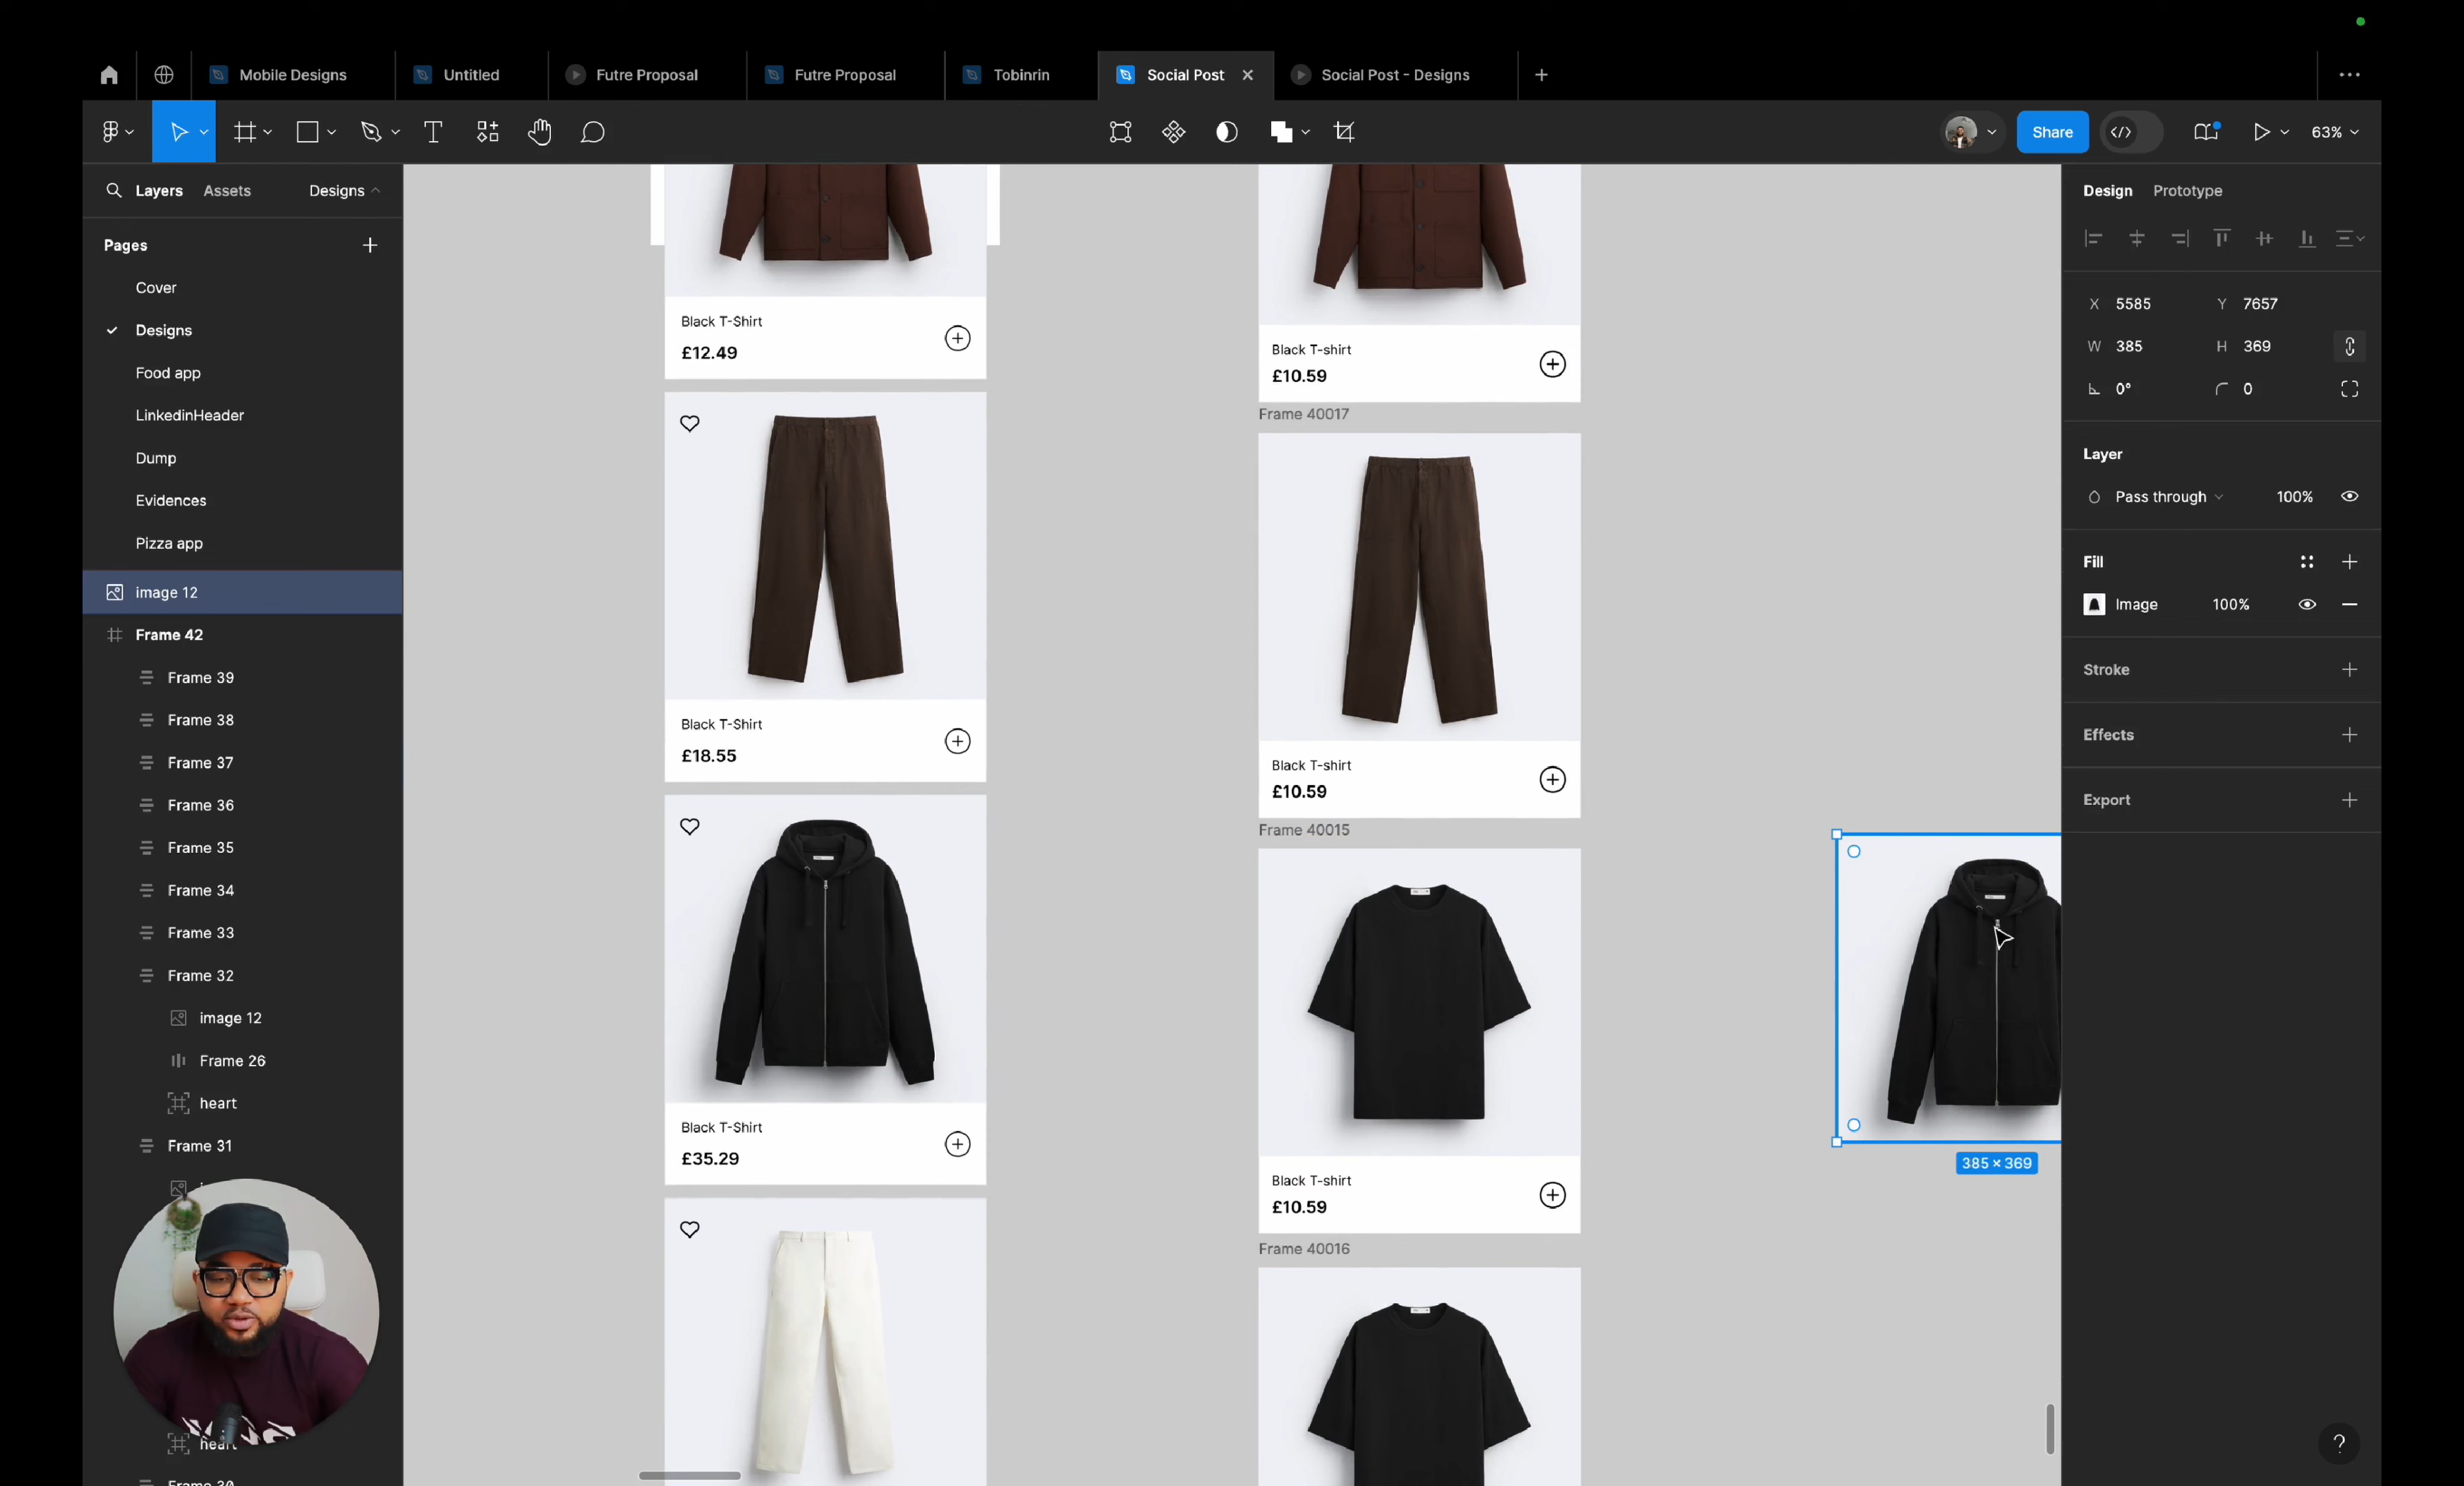 Mobile Designs
Untitled
Futre Proposal
Futre Proposal
Tobinrin
Social Post
Social Post - Designs
Share
63%
Layers
Assets
Designs
Pages
Cover
Designs
Food app
LinkedinHeader
Dump
Evidences
Pizza app
image 12
Frame 42
Frame 39
Frame 38
Frame 37
Frame 36
Frame 35
Frame 34
Frame 33
Frame 32
image 12
Frame 26
heart
Frame 31
heart
Frame 30
Black T-Shirt
£12.49
Black T-Shirt
£18.55
Black T-Shirt
£35.29
Black T-shirt
£10.59
Frame 40017
Black T-shirt
£10.59
Frame 40015
Black T-shirt
£10.59
Frame 40016
385 × 369
Design
Prototype
X 5585
Y 7657
W 385
H 369
0°
0
Layer
Pass through
100%
Fill
Image
100%
Stroke
Effects
Export
?